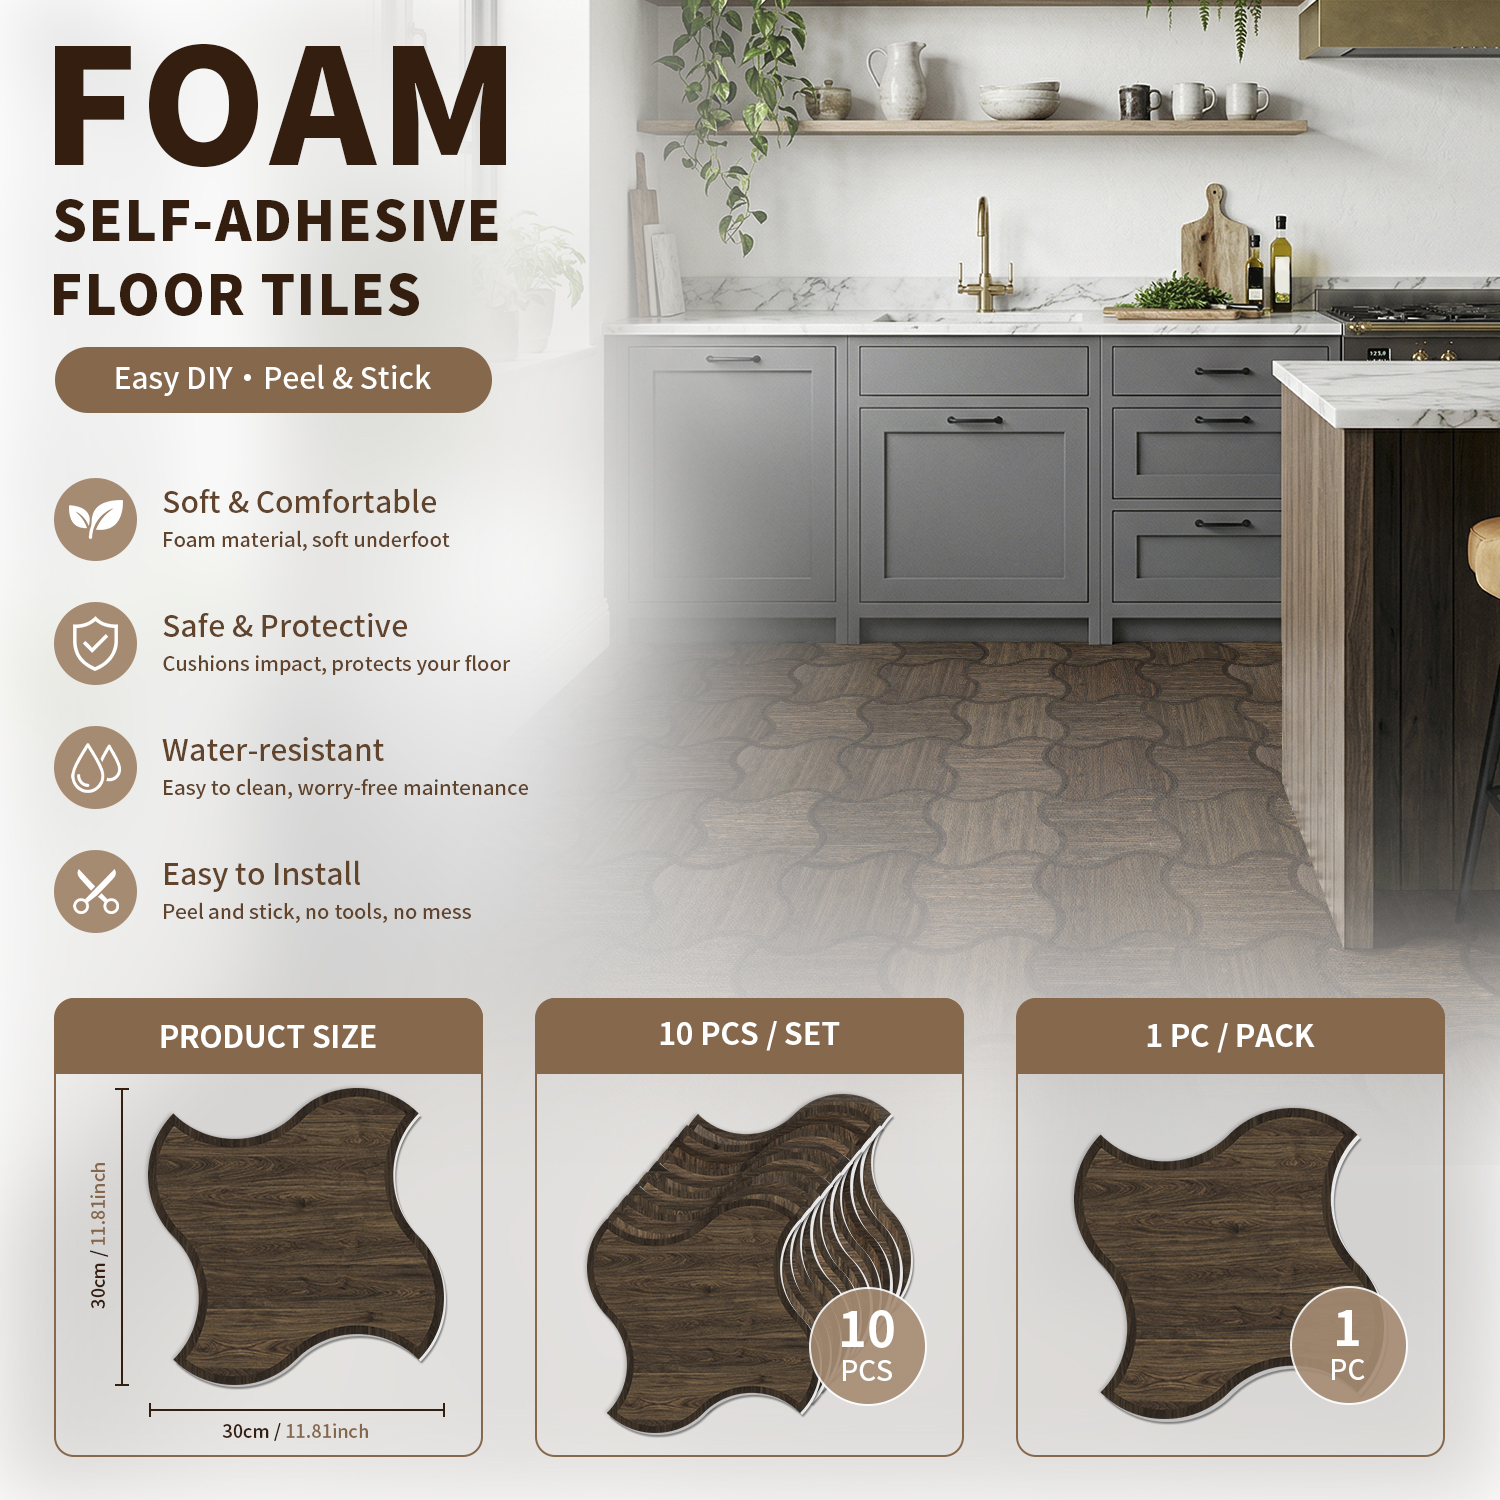 FOAM
SELF-ADHESIVE
FLOOR TILES
Easy DIY • Peel & Stick
Soft & Comfortable
Foam material, soft underfoot
Safe & Protective
Cushions impact, protects your floor
Water-resistant
Easy to clean, worry-free maintenance
Easy to Install
Peel and stick, no tools, no mess
PRODUCT SIZE
30cm / 11.81inch
30cm / 11.81inch
10 PCS / SET
10
PCS
1 PC / PACK
1
PC